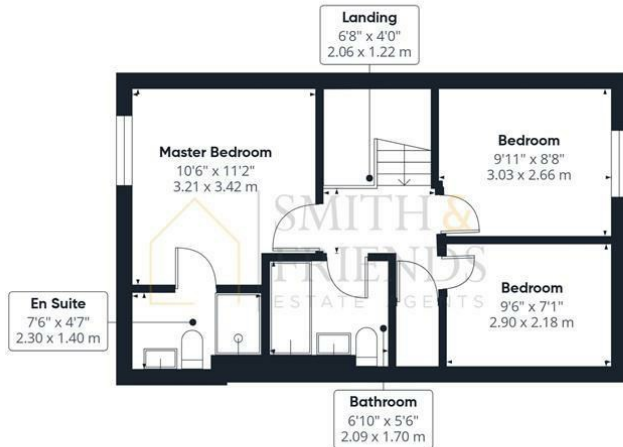 Landing
6'8" x 4'0"
2.06 x 1.22 m
Master Bedroom
10'6" x 11'2"
3.21 x 3.42 m
Bedroom
9'11" x 8'8"
3.03 x 2.66 m
SMITH &
FRIENDS
ESTATE AGENTS
Bedroom
9'6" x 7'1"
2.90 x 2.18 m
En Suite
7'6" x 4'7"
2.30 x 1.40 m
Bathroom
6'10" x 5'6"
2.09 x 1.70 m